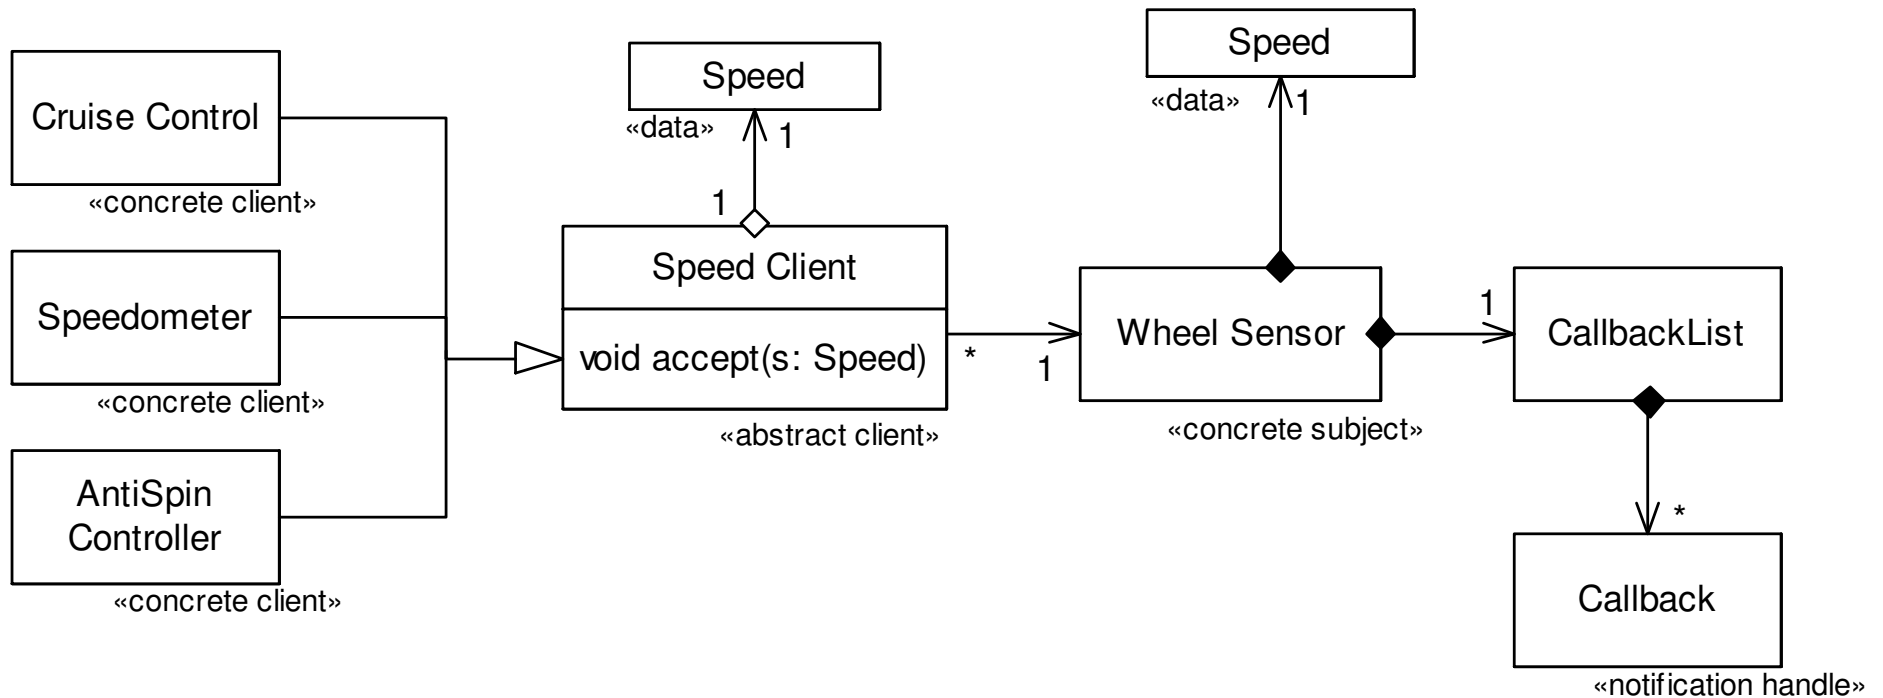 Cruise Control
«concrete client»
Speedometer
«concrete client»
AntiSpin
Controller
«concrete client»
Speed
«data»
1
1
Speed Client
void accept(s: Speed)
«abstract client»
*
1
Speed
«data»
1
Wheel Sensor
«concrete subject»
1
CallbackList
*
Callback
«notification handle»